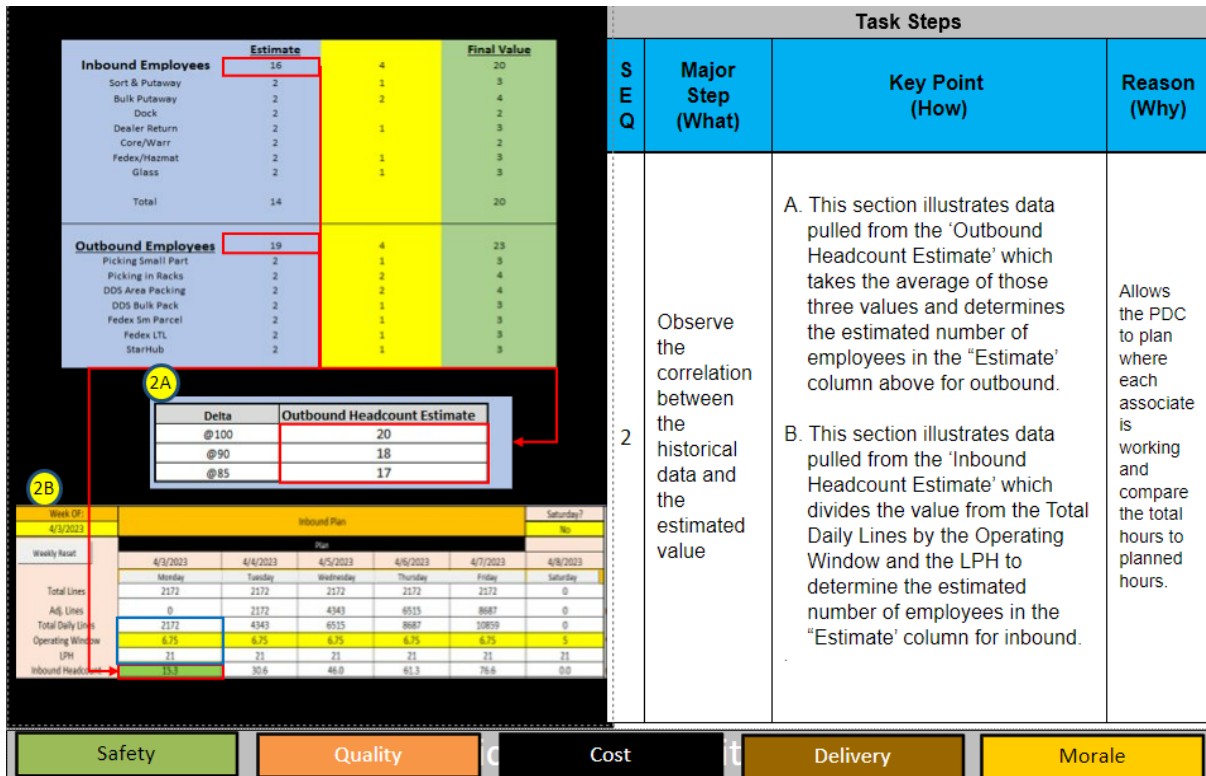 Estimate Final Value
Inbound Employees 16 4 20
Sort & Putaway 2 1 3
Bulk Putaway 2 2 4
Dock 2 2
Dealer Return 2 1 3
Core/Warr 2 2
Fedex/Hazmat 2 1 3
Glass 2 1 3
Total 14 20
Outbound Employees 19 4 23
Picking Small Part 2 1 3
Picking in Racks 2 2 4
DDS Area Packing 2 2 4
DDS Bulk Pack 2 1 3
Fedex Sm Parcel 2 1 3
Fedex LTL 2 1 3
StarHub 2 1 3
2A
Delta Outbound Headcount Estimate
@100 20
@90 18
@85 17
2B
Week OF: Inbound Plan Saturday?
4/3/2023 No
Weekly Reset Plan
4/3/2023 4/4/2023 4/5/2023 4/6/2023 4/7/2023 4/8/2023
Monday Tuesday Wednesday Thursday Friday Saturday
Total Lines 2172 2172 2172 2172 2172 0
Adj. Lines 0 2172 4343 6515 8687 0
Total Daily Lines 2172 4343 6515 8687 10859 0
Operating Window 6.75 6.75 6.75 6.75 6.75 5
LPH 21 21 21 21 21 21
Inbound Headcount 15.3 30.6 46.0 61.3 76.6 0.0
Task Steps
S
E
Q
Major
Step
(What)
Key Point
(How)
Reason
(Why)
2
Observe
the
correlation
between
the
historical
data and
the
estimated
value
A. This section illustrates data
pulled from the ‘Outbound
Headcount Estimate’ which
takes the average of those
three values and determines
the estimated number of
employees in the “Estimate’
column above for outbound.
B. This section illustrates data
pulled from the ‘Inbound
Headcount Estimate’ which
divides the value from the Total
Daily Lines by the Operating
Window and the LPH to
determine the estimated
number of employees in the
“Estimate’ column for inbound.
.
Allows
the PDC
to plan
where
each
associate
is
working
and
compare
the total
hours to
planned
hours.
Safety Quality Cost Delivery Morale